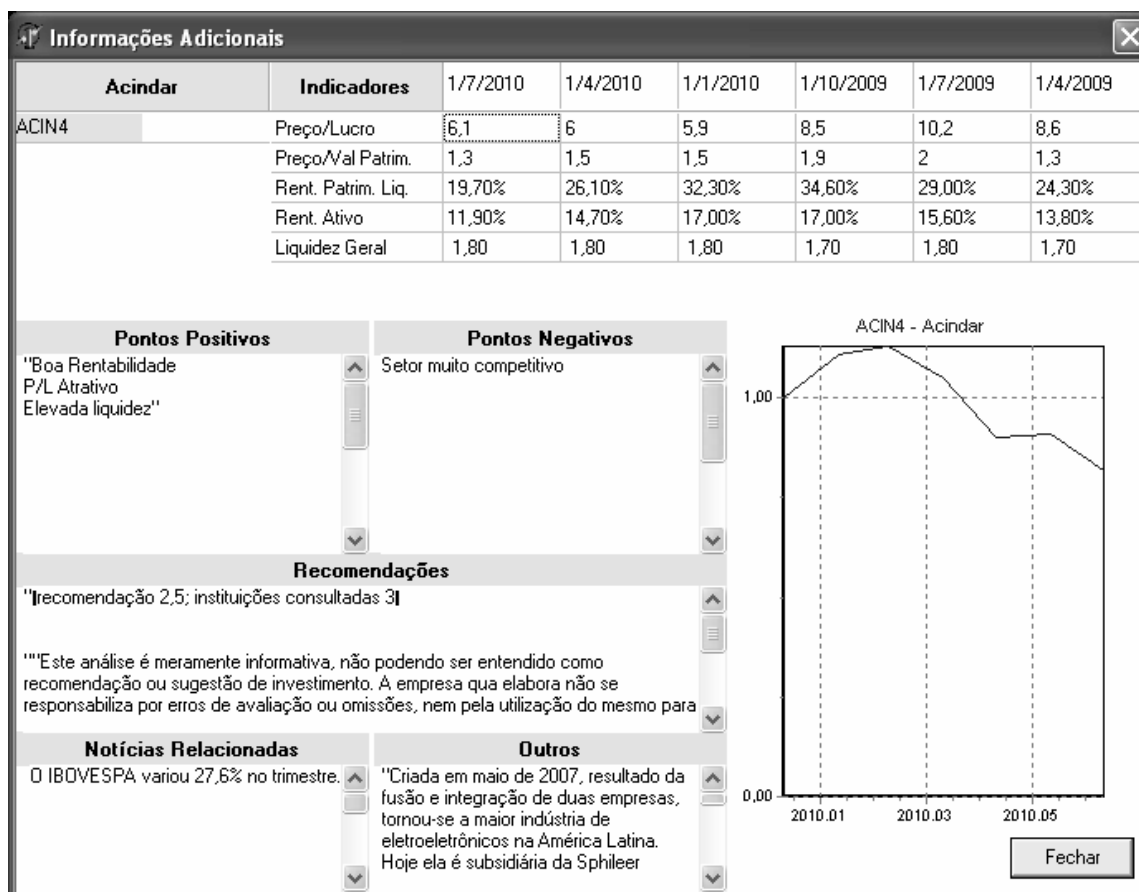 Informações Adicionais
Acindar Indicadores 1/7/2010 1/4/2010 1/1/2010 1/10/2009 1/7/2009 1/4/2009
ACIN4 Preço/Lucro 6,1 6 5,9 8,5 10,2 8,6
Preço/Val Patrim. 1,3 1,5 1,5 1,9 2 1,3
Rent. Patrim. Liq. 19,70% 26,10% 32,30% 34,60% 29,00% 24,30%
Rent. Ativo 11,90% 14,70% 17,00% 17,00% 15,60% 13,80%
Liquidez Geral 1,80 1,80 1,80 1,70 1,80 1,70
Pontos Positivos
"Boa Rentabilidade
P/L Atrativo
Elevada liquidez"
Pontos Negativos
Setor muito competitivo
Recomendações
"|recomendação 2,5; instituições consultadas 3|
""Este análise é meramente informativa, não podendo ser entendido como
recomendação ou sugestão de investimento. A empresa qua elabora não se
responsabiliza por erros de avaliação ou omissões, nem pela utilização do mesmo para
Notícias Relacionadas
O IBOVESPA variou 27,6% no trimestre.
Outros
"Criada em maio de 2007, resultado da
fusão e integração de duas empresas,
tornou-se a maior indústria de
eletroeletrônicos na América Latina.
Hoje ela é subsidiária da Sphileer
ACIN4 - Acindar
1,00
0,00
2010.01 2010.03 2010.05
Fechar